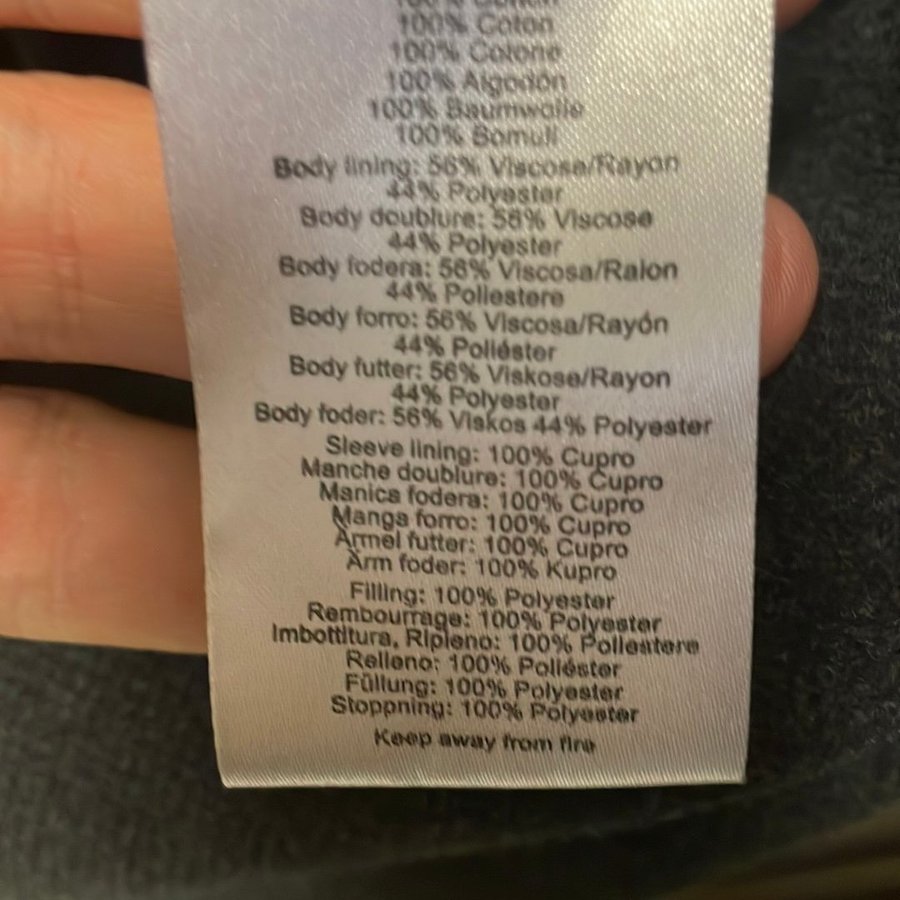 100% Cotton
100% Coton
100% Cotone
100% Algodón
100% Baumwolle
100% Bomull
Body lining: 56% Viscose/Rayon
44% Polyester
Body doublure: 56% Viscose
44% Polyester
Body fodera: 56% Viscosa/Raion
44% Poliestere
Body forro: 56% Viscosa/Rayón
44% Poliéster
Body futter: 56% Viskose/Rayon
44% Polyester
Body foder: 56% Viskos 44% Polyester
Sleeve lining: 100% Cupro
Manche doublure: 100% Cupro
Manica fodera: 100% Cupro
Manga forro: 100% Cupro
Ärmel futter: 100% Cupro
Ärm foder: 100% Kupro
Filling: 100% Polyester
Rembourrage: 100% Polyester
Imbottitura, Ripieno: 100% Poliestere
Relleno: 100% Poliéster
Füllung: 100% Polyester
Stoppning: 100% Polyester
Keep away from fire